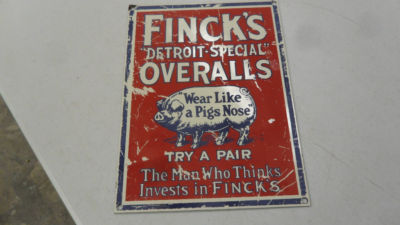 FINCK'S
"DETROIT-SPECIAL"
OVERALLS
Wear Like
a Pigs Nose
TRY A PAIR
The Man Who Thinks
Invests in FINCK'S